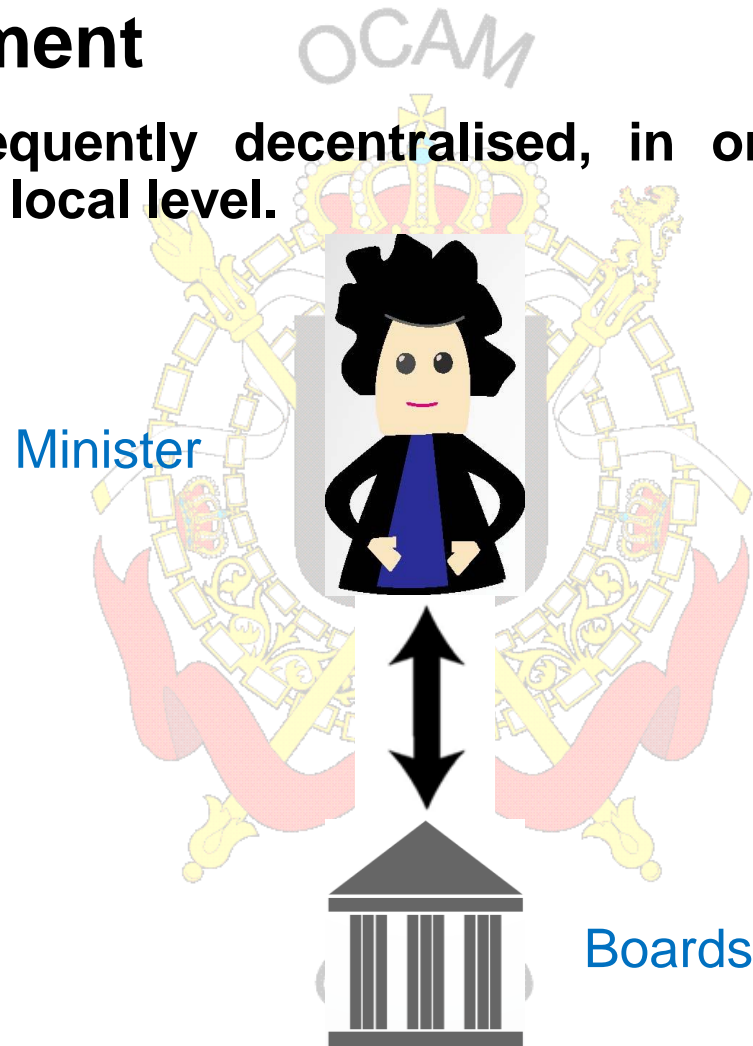 ment
OCAM
equently decentralised, in or
local level.
Minister
Boards